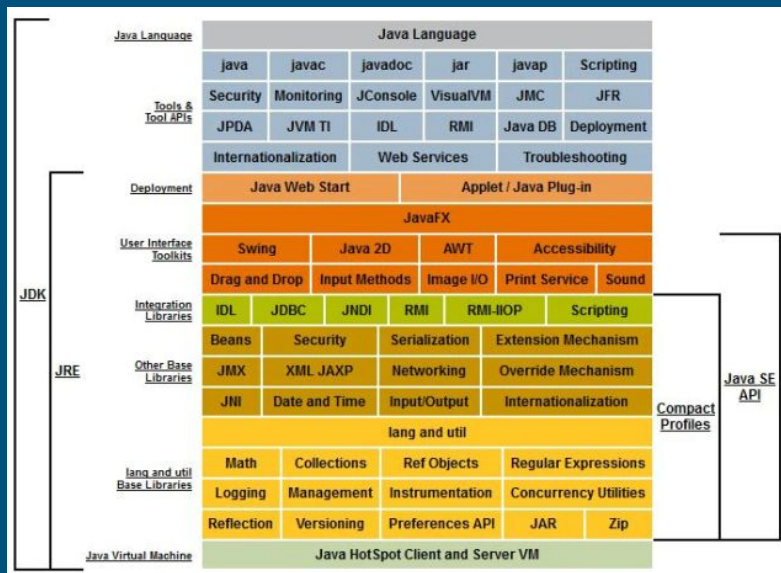 Java Language Java Language
java javac javadoc jar javap Scripting
Security Monitoring JConsole VisualVM JMC JFR
Tools &
Tool APIs
JPDA JVM TI IDL RMI Java DB Deployment
Internationalization Web Services Troubleshooting
Deployment Java Web Start Applet / Java Plug-in
JavaFX
User Interface
Toolkits
Swing Java 2D AWT Accessibility
Drag and Drop Input Methods Image I/O Print Service Sound
JDK
Integration
Libraries
IDL JDBC JNDI RMI RMI-IIOP Scripting
Beans Security Serialization Extension Mechanism
JRE
Other Base
Libraries
JMX XML JAXP Networking Override Mechanism
Java SE
API
JNI Date and Time Input/Output Internationalization
Compact
Profiles
lang and util
lang and util
Base Libraries
Math Collections Ref Objects Regular Expressions
Logging Management Instrumentation Concurrency Utilities
Reflection Versioning Preferences API JAR Zip
Java Virtual Machine Java HotSpot Client and Server VM